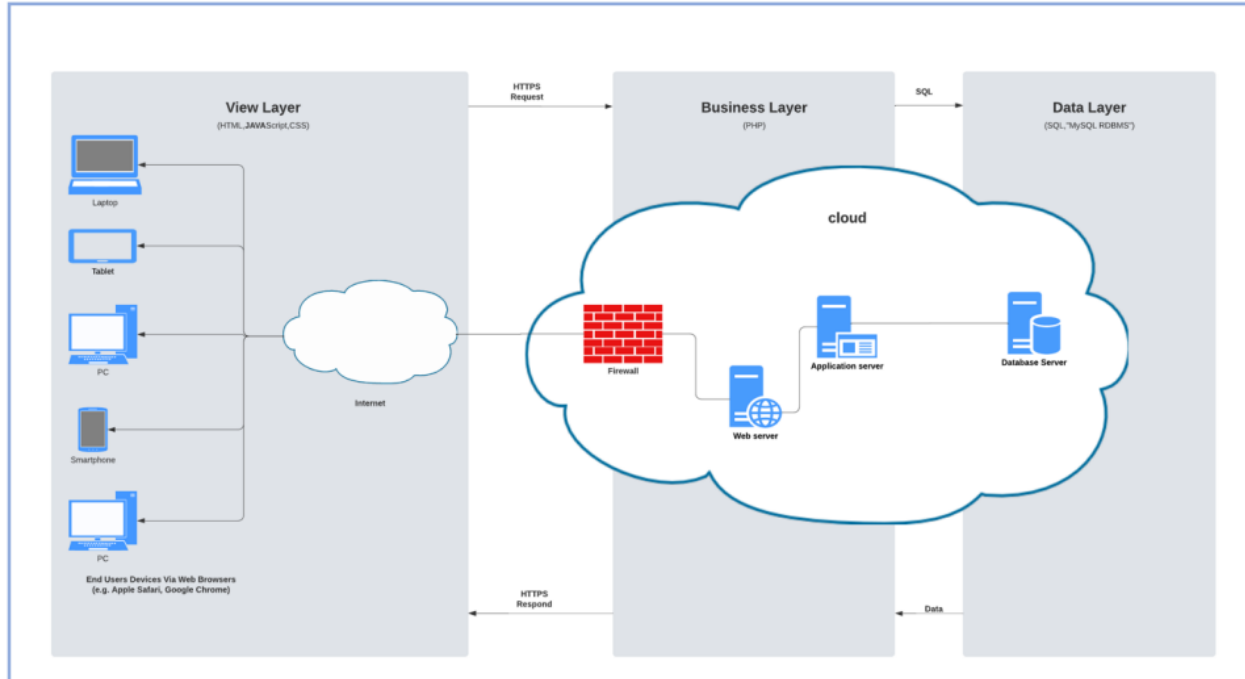 HTTPS
Request
SQL
View Layer
(HTML,JAVAScript,CSS)
Business Layer
(PHP)
Data Layer
(SQL,"MySQL RDBMS")
Laptop
Tablet
PC
Smartphone
PC
End Users Devices Via Web Browsers
(e.g. Apple Safari, Google Chrome)
Internet
cloud
Firewall
Web server
Application server
Database Server
HTTPS
Respond
Data